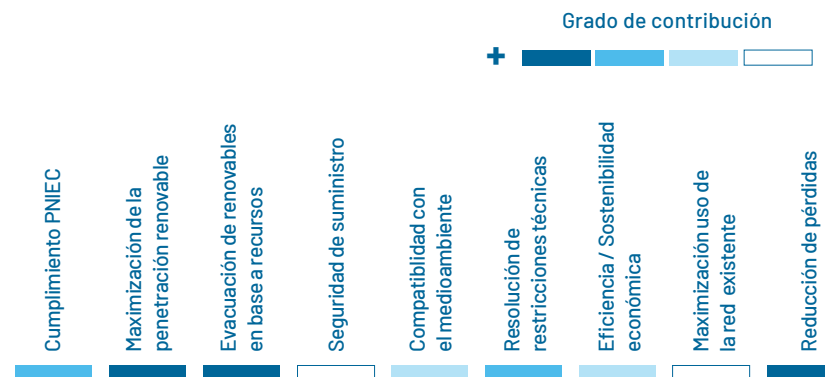 Grado de contribución
+
Cumplimiento PNIEC
Maximización de la
penetración renovable
Evacuación de renovables
en base a recursos
Seguridad de suministro
Compatiblidad con
el medioambiente
Resolución de
restricciones técnicas
Eficiencia / Sostenibilidad
económica
Maximización uso de
la red existente
Reducción de pérdidas